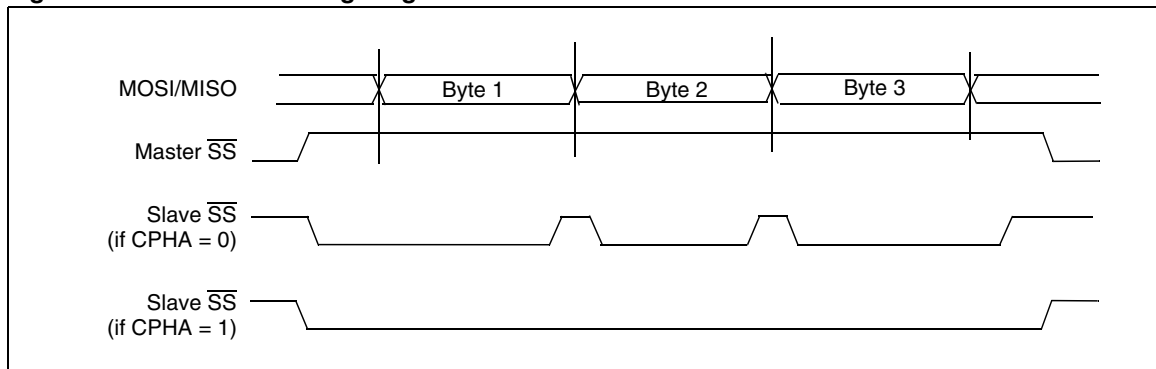 MOSI/MISO
Byte 1
Byte 2
Byte 3
Master SS
Slave SS
(if CPHA = 0)
Slave SS
(if CPHA = 1)